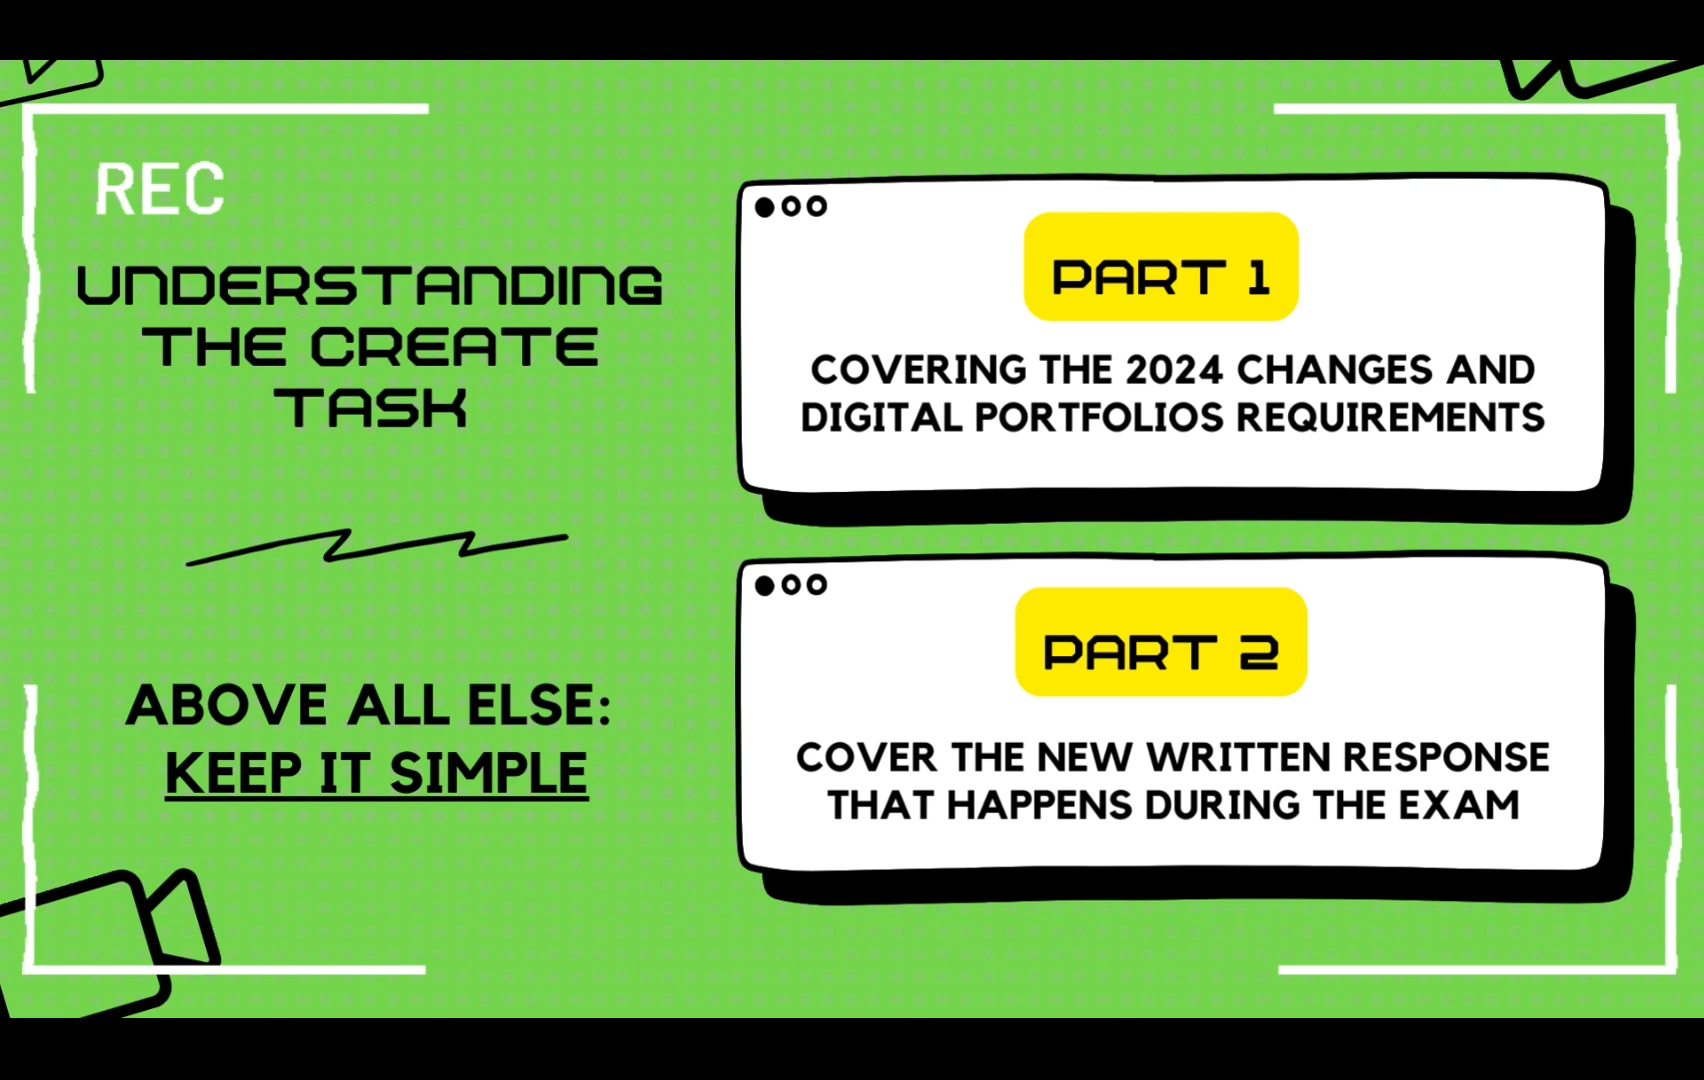 REC
UNDERSTANDING
THE CREATE
TASK
ABOVE ALL ELSE:
KEEP IT SIMPLE
PART 1
COVERING THE 2024 CHANGES AND
DIGITAL PORTFOLIOS REQUIREMENTS
PART 2
COVER THE NEW WRITTEN RESPONSE
THAT HAPPENS DURING THE EXAM